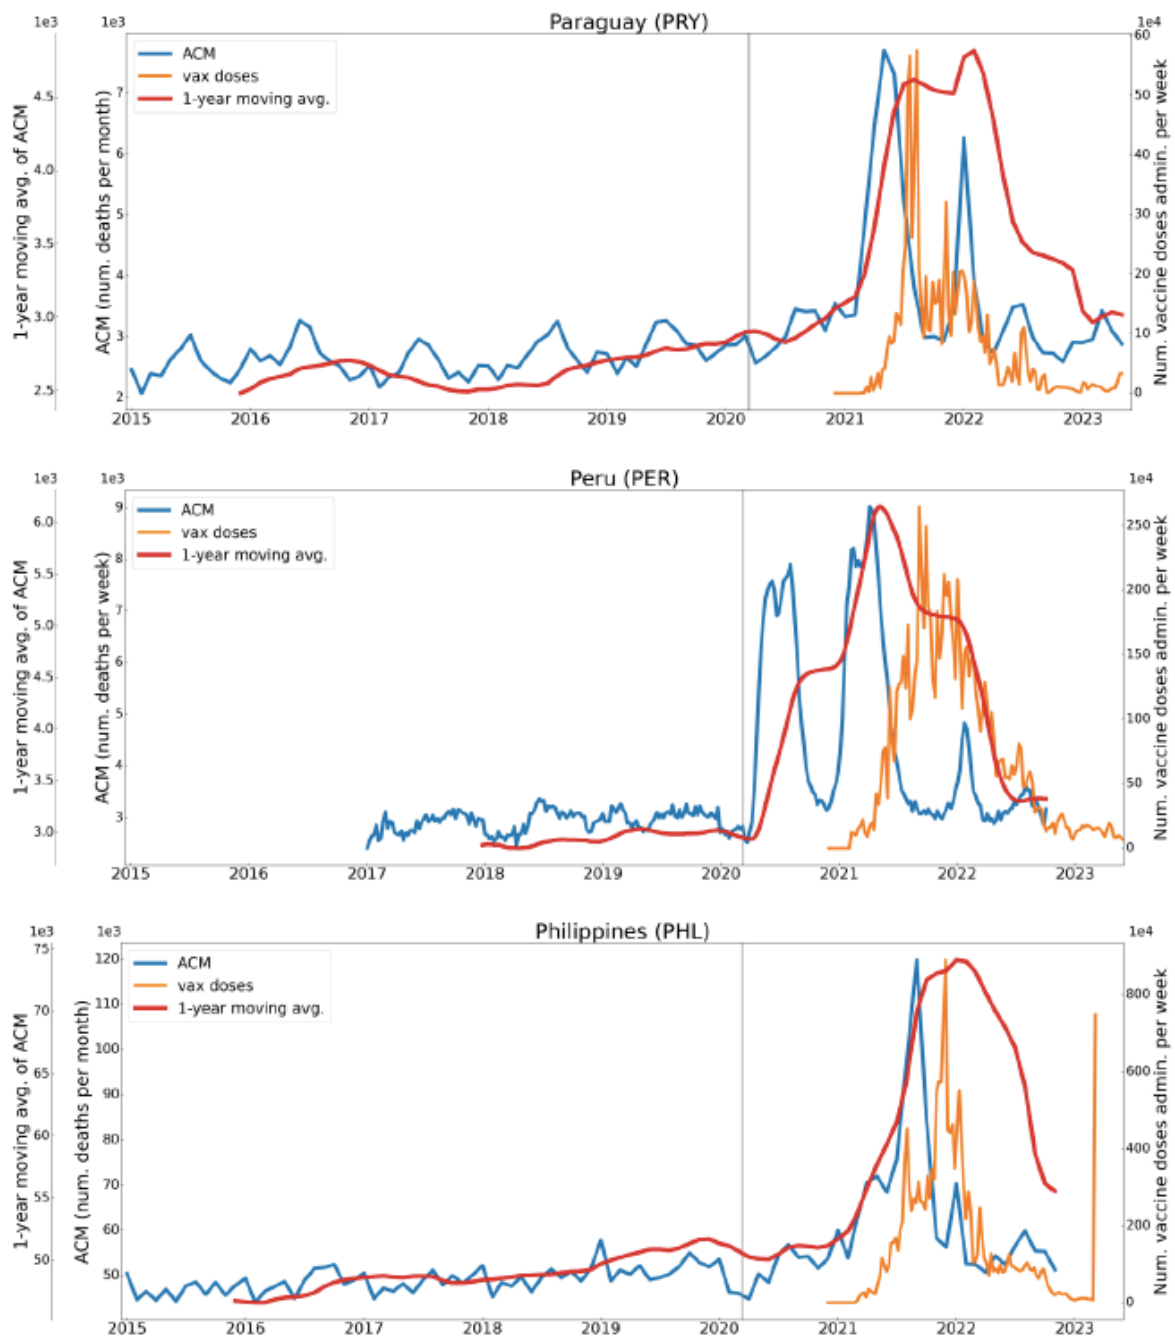 Paraguay (PRY)
1e3
1e3
1e4
ACM
vax doses
1-year moving avg.
1-year moving avg. of ACM
4.5
4.0
3.5
3.0
2.5
ACM (num. deaths per month)
7
6
5
4
3
2
Num. vaccine doses admin. per week
60
50
40
30
20
10
0
2015 2016 2017 2018 2019 2020 2021 2022 2023
Peru (PER)
1e3
1e3
1e4
ACM
vax doses
1-year moving avg.
1-year moving avg. of ACM
6.0
5.5
5.0
4.5
4.0
3.5
3.0
ACM (num. deaths per week)
9
8
7
6
5
4
3
Num. vaccine doses admin. per week
250
200
150
100
50
0
2015 2016 2017 2018 2019 2020 2021 2022 2023
Philippines (PHL)
1e3
1e3
1e4
ACM
vax doses
1-year moving avg.
1-year moving avg. of ACM
75
70
65
60
55
50
ACM (num. deaths per month)
120
110
100
90
80
70
60
50
Num. vaccine doses admin. per week
800
600
400
200
0
2015 2016 2017 2018 2019 2020 2021 2022 2023